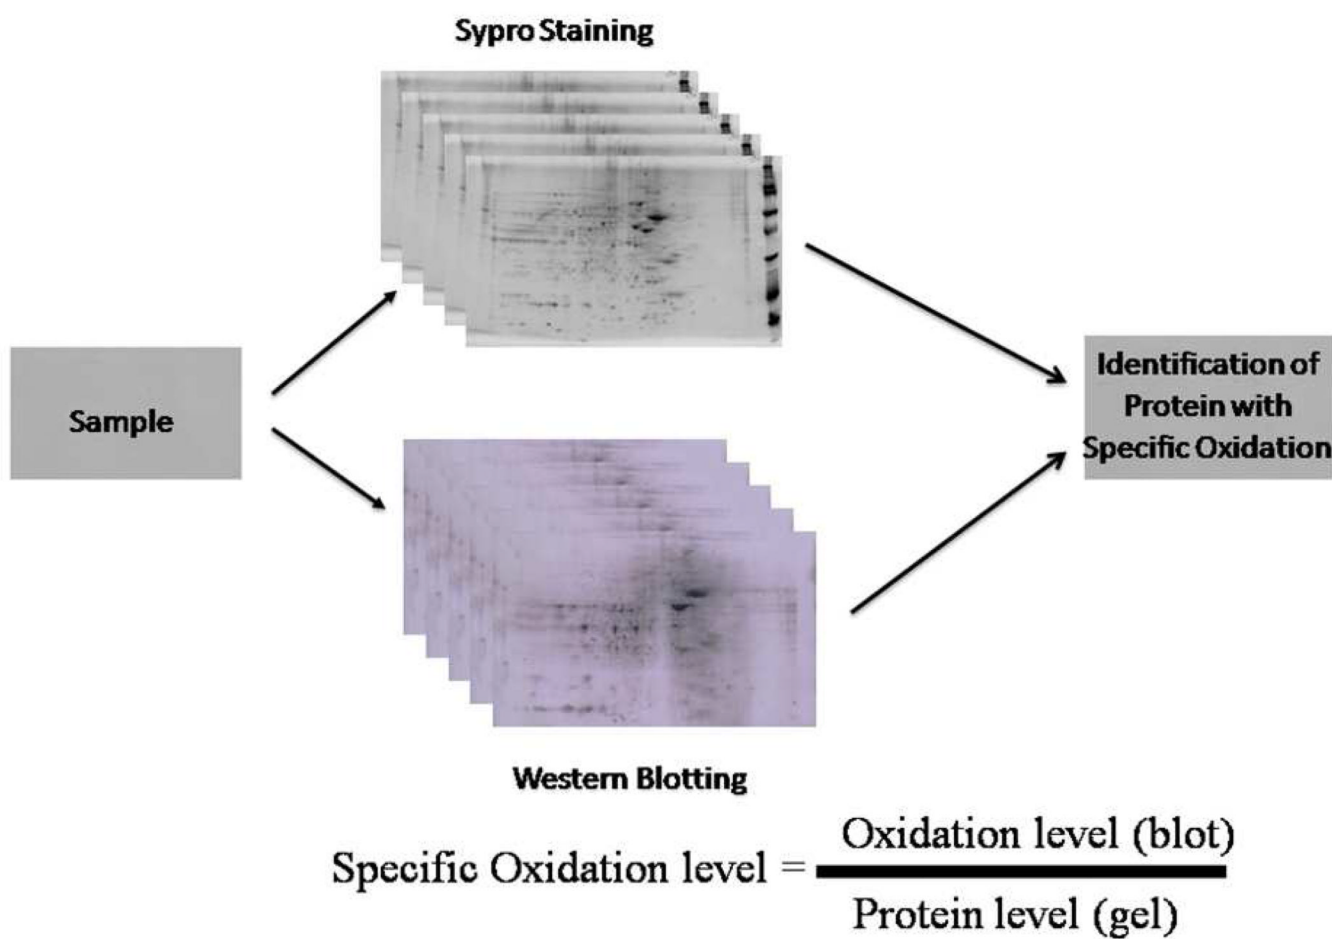 Sypro Staining
Sample
Identification of
Protein with
Specific Oxidation
Western Blotting
Specific Oxidation level = Oxidation level (blot)
Protein level (gel)